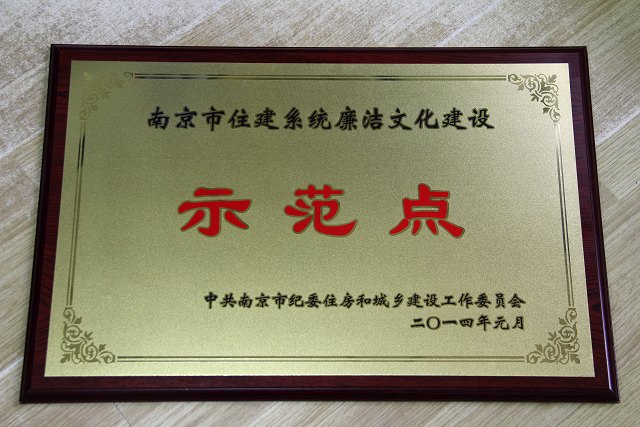 南京市住建系统廉洁文化建设
示范点
中共南京市纪委住房和城乡建设工作委员会
二〇一四年元月